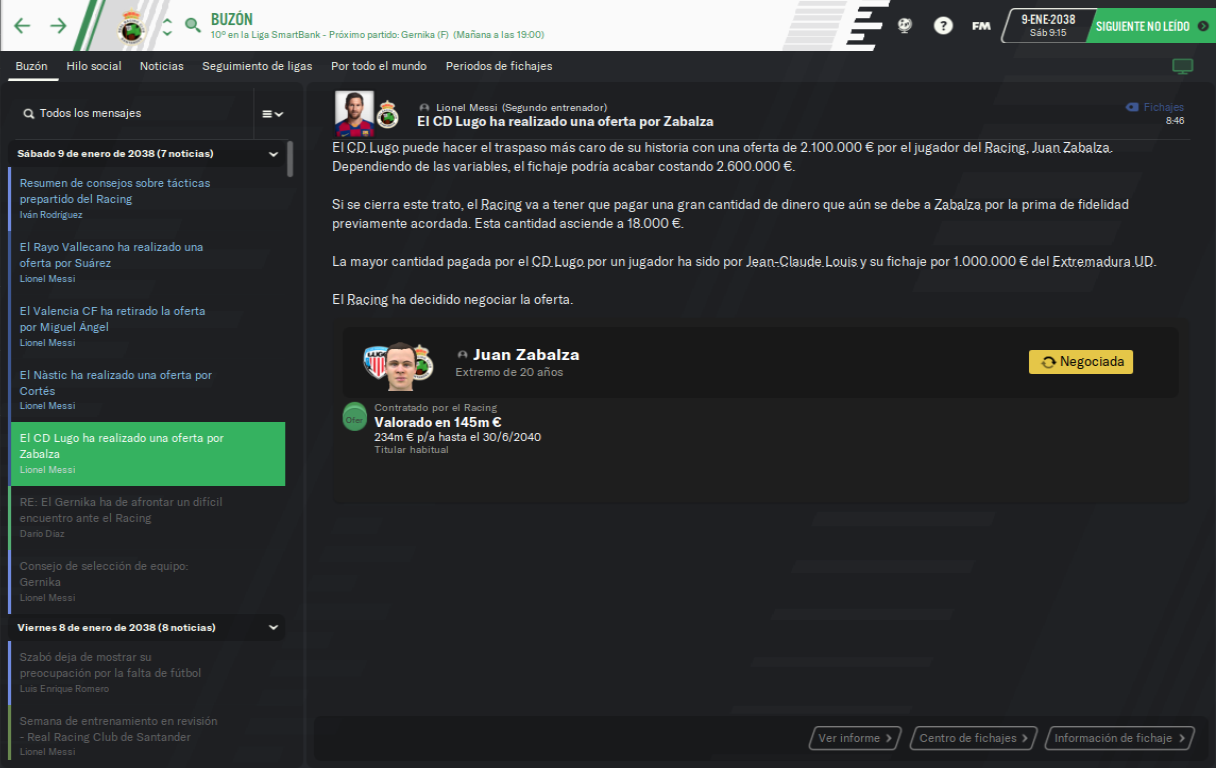 BUZÓN
10º en la Liga SmartBank - Próximo partido: Gernika (F) (Mañana a las 19:00)
?
FM
9-ENE-2038
Sáb 9:15
SIGUIENTE NO LEÍDO
Buzón
Hilo social
Noticias
Seguimiento de ligas
Por todo el mundo
Periodos de fichajes
Todos los mensajes
Sábado 9 de enero de 2038 (7 noticias)
Resumen de consejos sobre tácticas
prepartido del Racing
Iván Rodríguez
El Rayo Vallecano ha realizado una
oferta por Suárez
Lionel Messi
El Valencia CF ha retirado la oferta
por Miguel Ángel
Lionel Messi
El Nàstic ha realizado una oferta por
Cortés
Lionel Messi
El CD Lugo ha realizado una oferta por
Zabalza
Lionel Messi
RE: El Gernika ha de afrontar un difícil
encuentro ante el Racing
Darío Díaz
Consejo de selección de equipo:
Gernika
Lionel Messi
Viernes 8 de enero de 2038 (8 noticias)
Szabó deja de mostrar su
preocupación por la falta de fútbol
Luis Enrique Romero
Semana de entrenamiento en revisión
- Real Racing Club de Santander
Lionel Messi
Lionel Messi (Segundo entrenador)
El CD Lugo ha realizado una oferta por Zabalza
Fichajes
8:46
El CD Lugo puede hacer el traspaso más caro de su historia con una oferta de 2.100.000 € por el jugador del Racing, Juan Zabalza.
Dependiendo de las variables, el fichaje podría acabar costando 2.600.000 €.
Si se cierra este trato, el Racing va a tener que pagar una gran cantidad de dinero que aún se debe a Zabalza por la prima de fidelidad
previamente acordada. Esta cantidad asciende a 18.000 €.
La mayor cantidad pagada por el CD Lugo por un jugador ha sido por Jean-Claude Louis y su fichaje por 1.000.000 € del Extremadura UD.
El Racing ha decidido negociar la oferta.
LUGO
Juan Zabalza
Extremo de 20 años
Negociada
Ofer
Contratado por el Racing
Valorado en 145m €
234m € p/a hasta el 30/6/2040
Titular habitual
Ver informe
Centro de fichajes
Información de fichaje